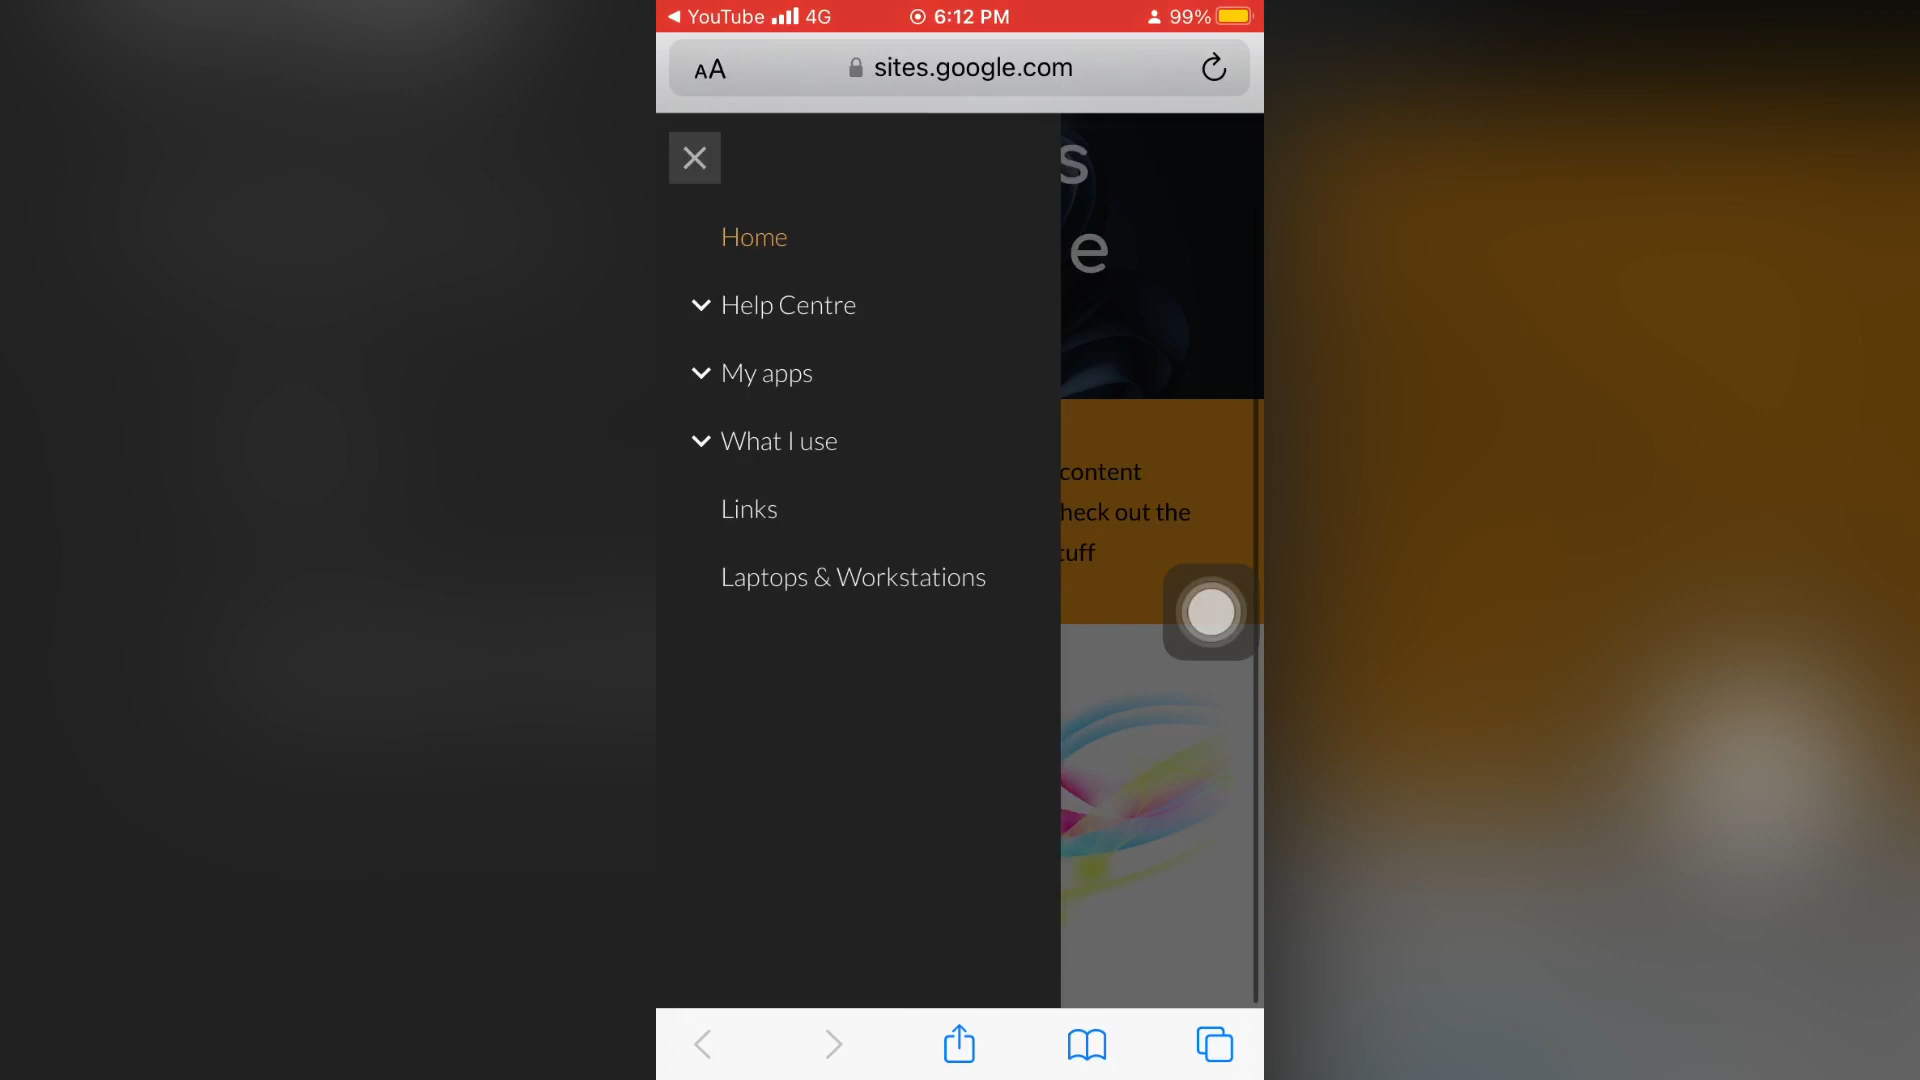 YouTube 4G 6:12 PM 99%
AA sites.google.com
s
Home
e
Help Centre
My apps
What I use
content
Links
heck out the
tuff
Laptops & Workstations